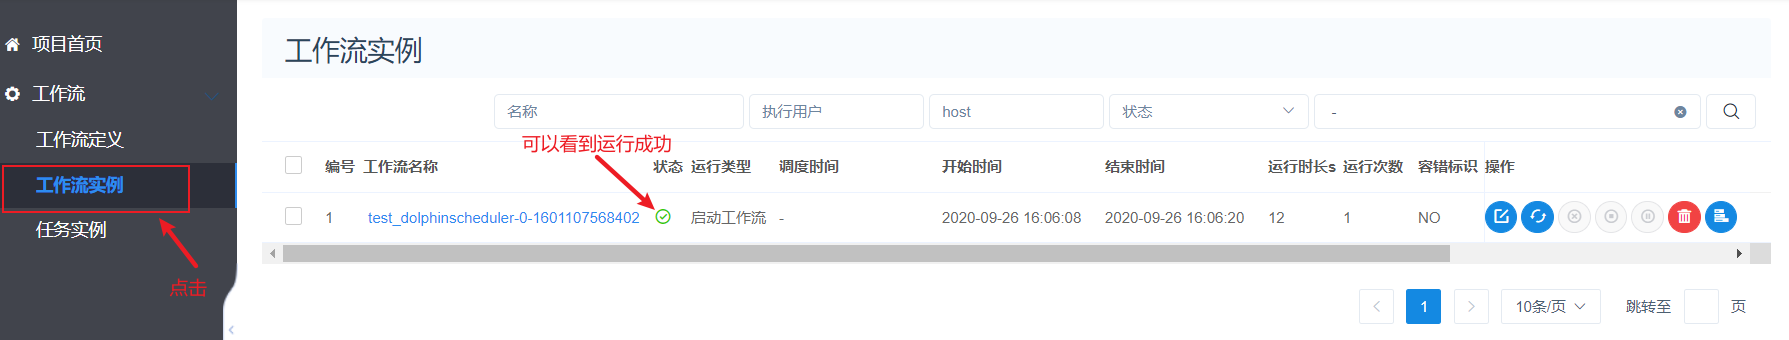 项目首页
工作流
工作流定义
工作流实例
任务实例
点击
工作流实例
名称 执行用户 host 状态 -
可以看到运行成功
编号 工作流名称 状态 运行类型 调度时间 开始时间 结束时间 运行时长s 运行次数 容错标识 操作
1 test_dolphinscheduler-0-1601107568402 启动工作流 - 2020-09-26 16:06:08 2020-09-26 16:06:20 12 1 NO
1 10条/页 跳转至 页